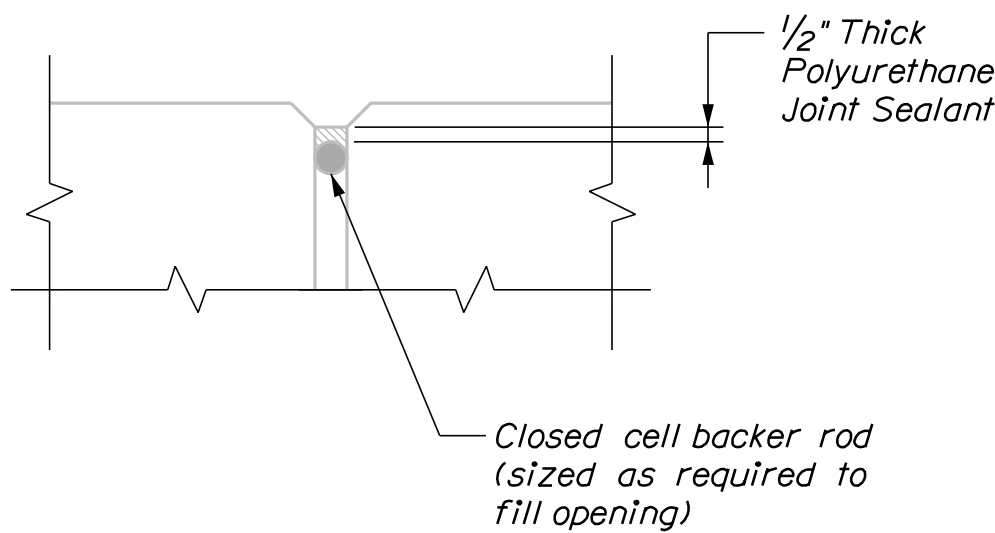 ½" Thick
Polyurethane
Joint Sealant
Closed cell backer rod
(sized as required to
fill opening)